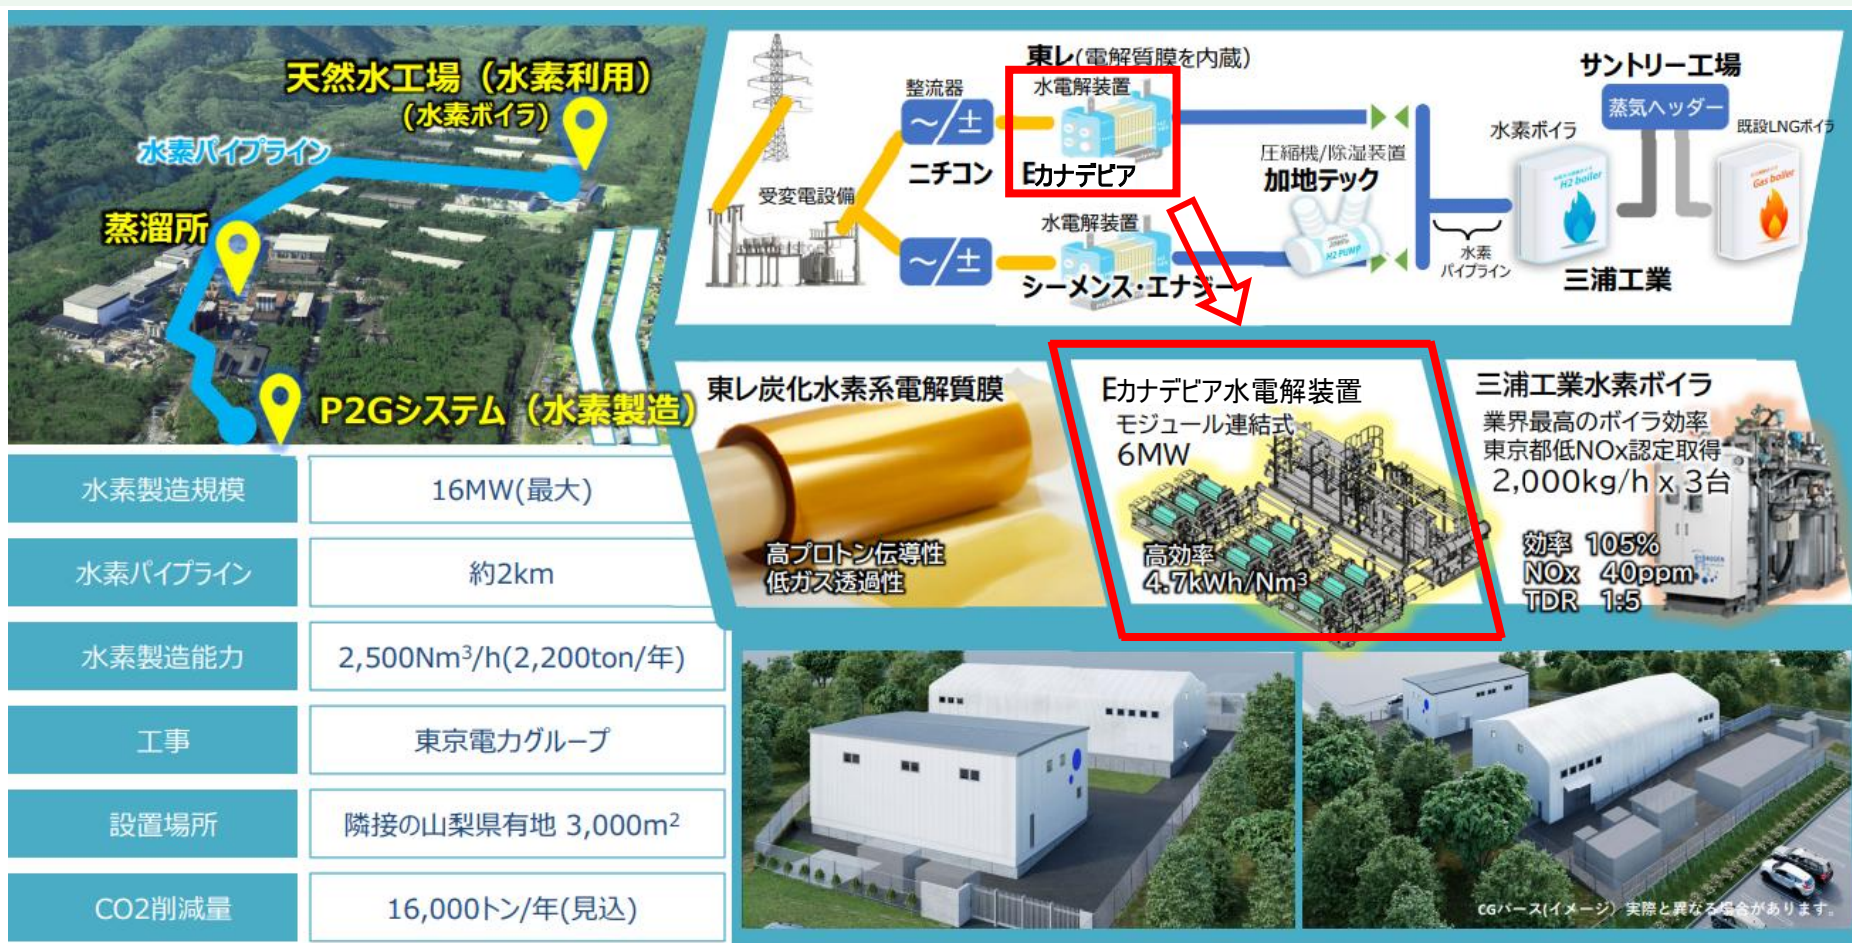 天然水工場（水素利用）
(水素ボイラ)
水素パイプライン
蒸溜所
P2Gシステム（水素製造）
東レ(電解質膜を内蔵)
整流器
水電解装置
～/±
ニチコン
Eカナデビア
受変電設備
水電解装置
～/±
シーメンス・エナジー
圧縮機/除湿装置
加地テック
H2 PUMP
水素
パイプライン
サントリー工場
蒸気ヘッダー
水素ボイラ
既設LNGボイラ
H2 boiler
Gas boiler
三浦工業
東レ炭化水素系電解質膜
高プロトン伝導性
低ガス透過性
Eカナデビア水電解装置
モジュール連結式
6MW
高効率
4.7kWh/Nm³
三浦工業水素ボイラ
業界最高のボイラ効率
東京都低NOx認定取得
2,000kg/h x 3台
効率 105%
NOx 40ppm
TDR 1:5
水素製造規模
16MW(最大)
水素パイプライン
約2km
水素製造能力
2,500Nm³/h(2,200ton/年)
工事
東京電力グループ
設置場所
隣接の山梨県有地 3,000m²
CO2削減量
16,000トン/年(見込)
CGパース(イメージ）実際と異なる場合があります。